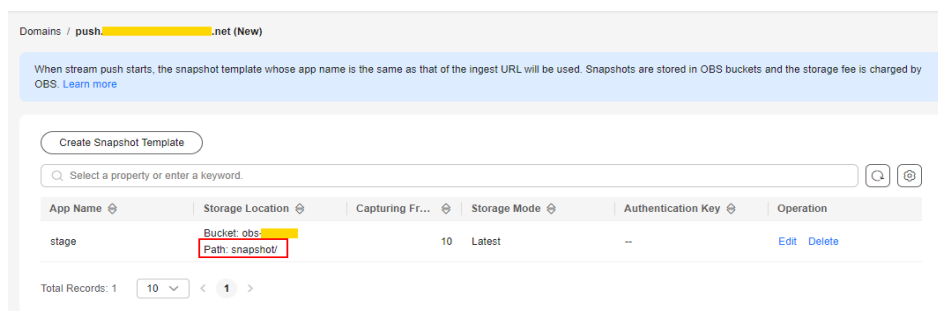 Domains / push. .net (New)
When stream push starts, the snapshot template whose app name is the same as that of the ingest URL will be used. Snapshots are stored in OBS buckets and the storage fee is charged by
OBS. Learn more
Create Snapshot Template
Select a property or enter a keyword.
App Name Storage Location Capturing Fr... Storage Mode Authentication Key Operation
stage Bucket: obs- 10 Latest -- Edit Delete
Path: snapshot/
Total Records: 1 10 < 1 >